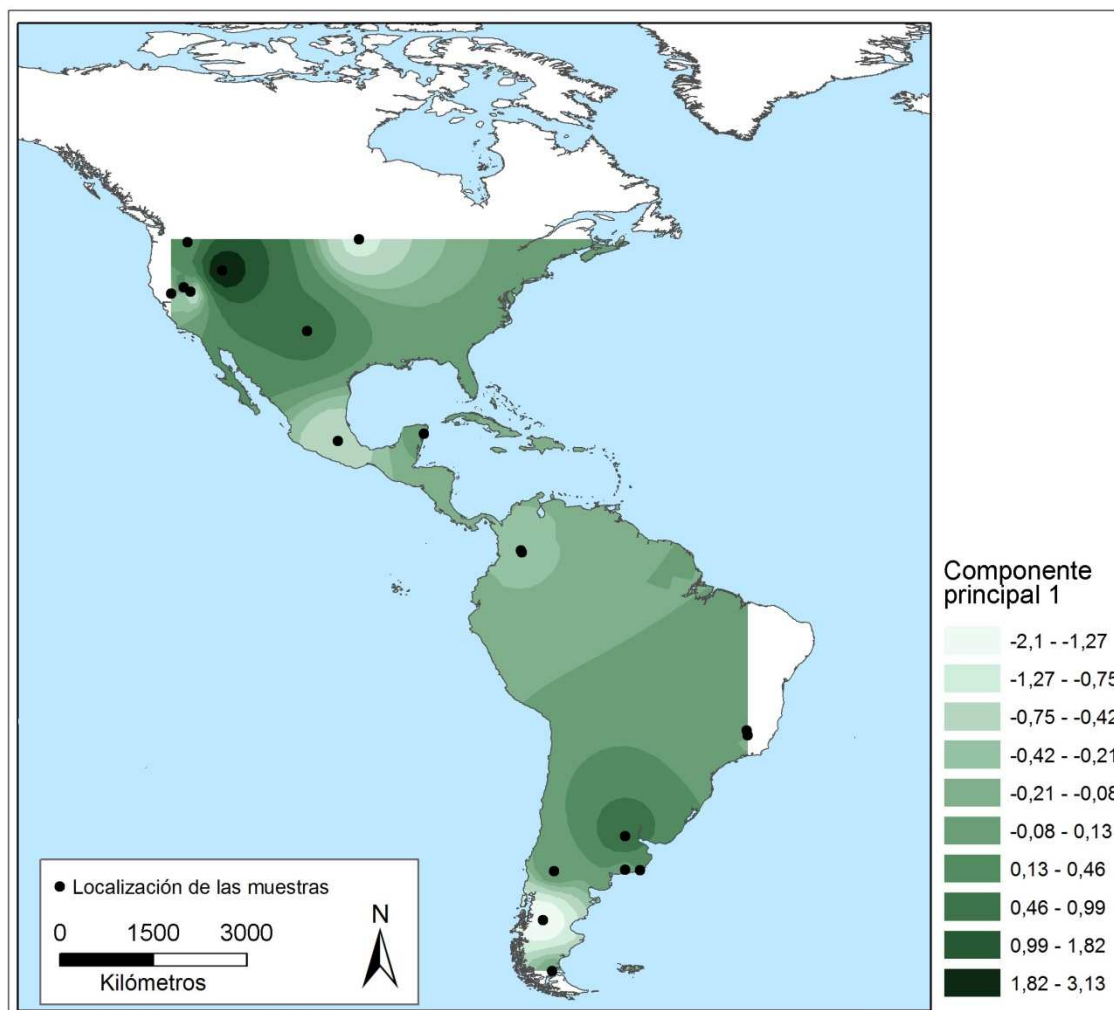 Componente
principal 1
-2,1 - -1,27
-1,27 - -0,75
-0,75 - -0,42
-0,42 - -0,21
-0,21 - -0,08
-0,08 - 0,13
0,13 - 0,46
0,46 - 0,99
0,99 - 1,82
1,82 - 3,13
Localización de las muestras
0 1500 3000
Kilómetros
N